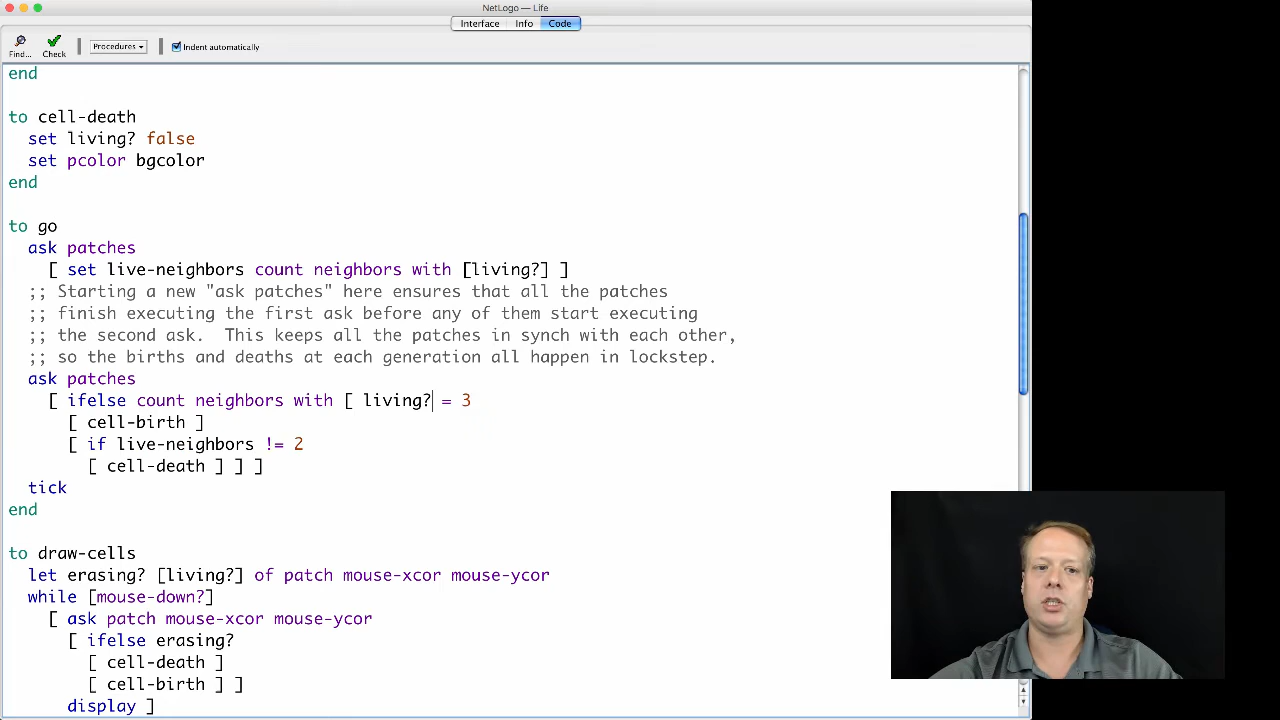 NetLogo — Life
Interface Info Code
Find... Check Procedures Indent automatically
end
to cell-death
set living? false
set pcolor bgcolor
end
to go
ask patches
[ set live-neighbors count neighbors with [living?] ]
;; Starting a new "ask patches" here ensures that all the patches
;; finish executing the first ask before any of them start executing
;; the second ask.  This keeps all the patches in synch with each other,
;; so the births and deaths at each generation all happen in lockstep.
ask patches
[ ifelse count neighbors with [ living? = 3
[ cell-birth ]
[ if live-neighbors != 2
[ cell-death ] ] ]
tick
end
to draw-cells
let erasing? [living?] of patch mouse-xcor mouse-ycor
while [mouse-down?]
[ ask patch mouse-xcor mouse-ycor
[ ifelse erasing?
[ cell-death ]
[ cell-birth ] ]
display ]